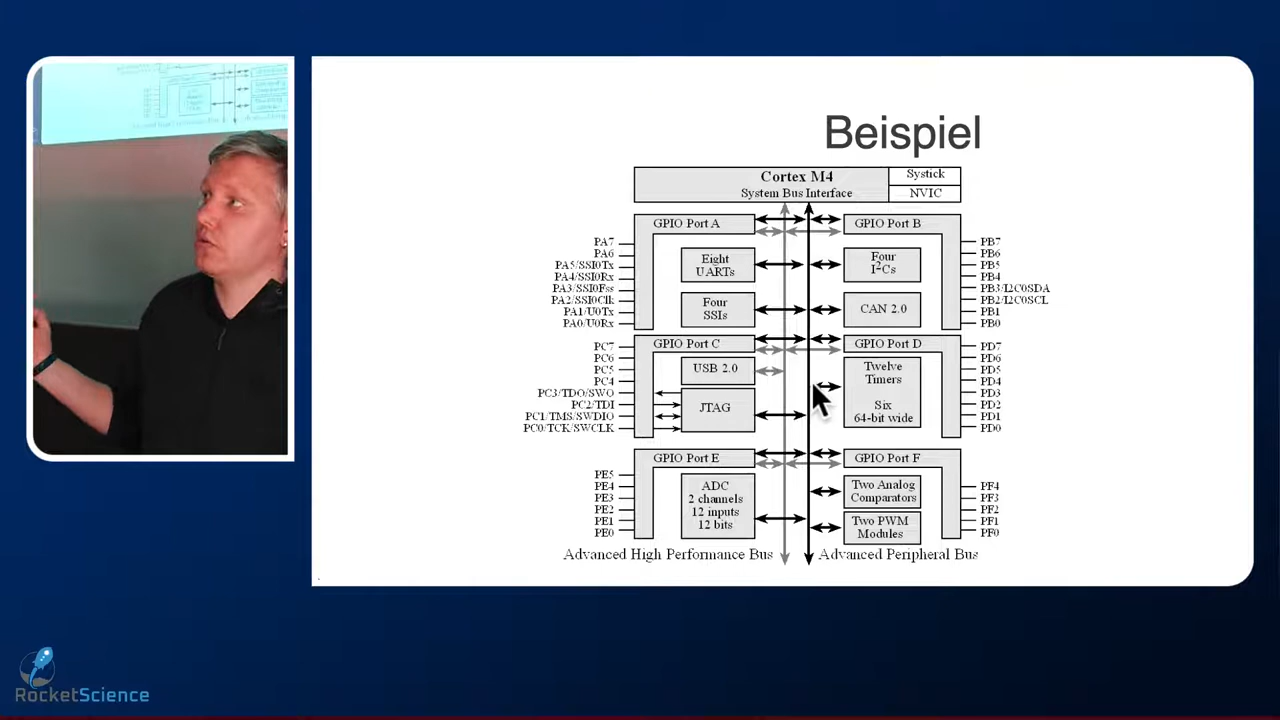 Beispiel
Cortex M4
System Bus Interface
Systick
NVIC
GPIO Port A
PA7
PA6
PA5/SSI0Tx
PA4/SSI0Rx
PA3/SSI0Fss
PA2/SSI0Clk
PA1/U0Tx
PA0/U0Rx
Eight
UARTs
Four
SSIs
GPIO Port B
Four
I2Cs
CAN 2.0
PB7
PB6
PB5
PB4
PB3/I2C0SDA
PB2/I2C0SCL
PB1
PB0
GPIO Port C
PC7
PC6
PC5
PC4
PC3/TDO/SWO
PC2/TDI
PC1/TMS/SWDIO
PC0/TCK/SWCLK
USB 2.0
JTAG
GPIO Port D
Twelve
Timers
Six
64-bit wide
PD7
PD6
PD5
PD4
PD3
PD2
PD1
PD0
GPIO Port E
PE5
PE4
PE3
PE2
PE1
PE0
ADC
2 channels
12 inputs
12 bits
GPIO Port F
Two Analog
Comparators
Two PWM
Modules
PF4
PF3
PF2
PF1
PF0
Advanced High Performance Bus
Advanced Peripheral Bus
RocketScience